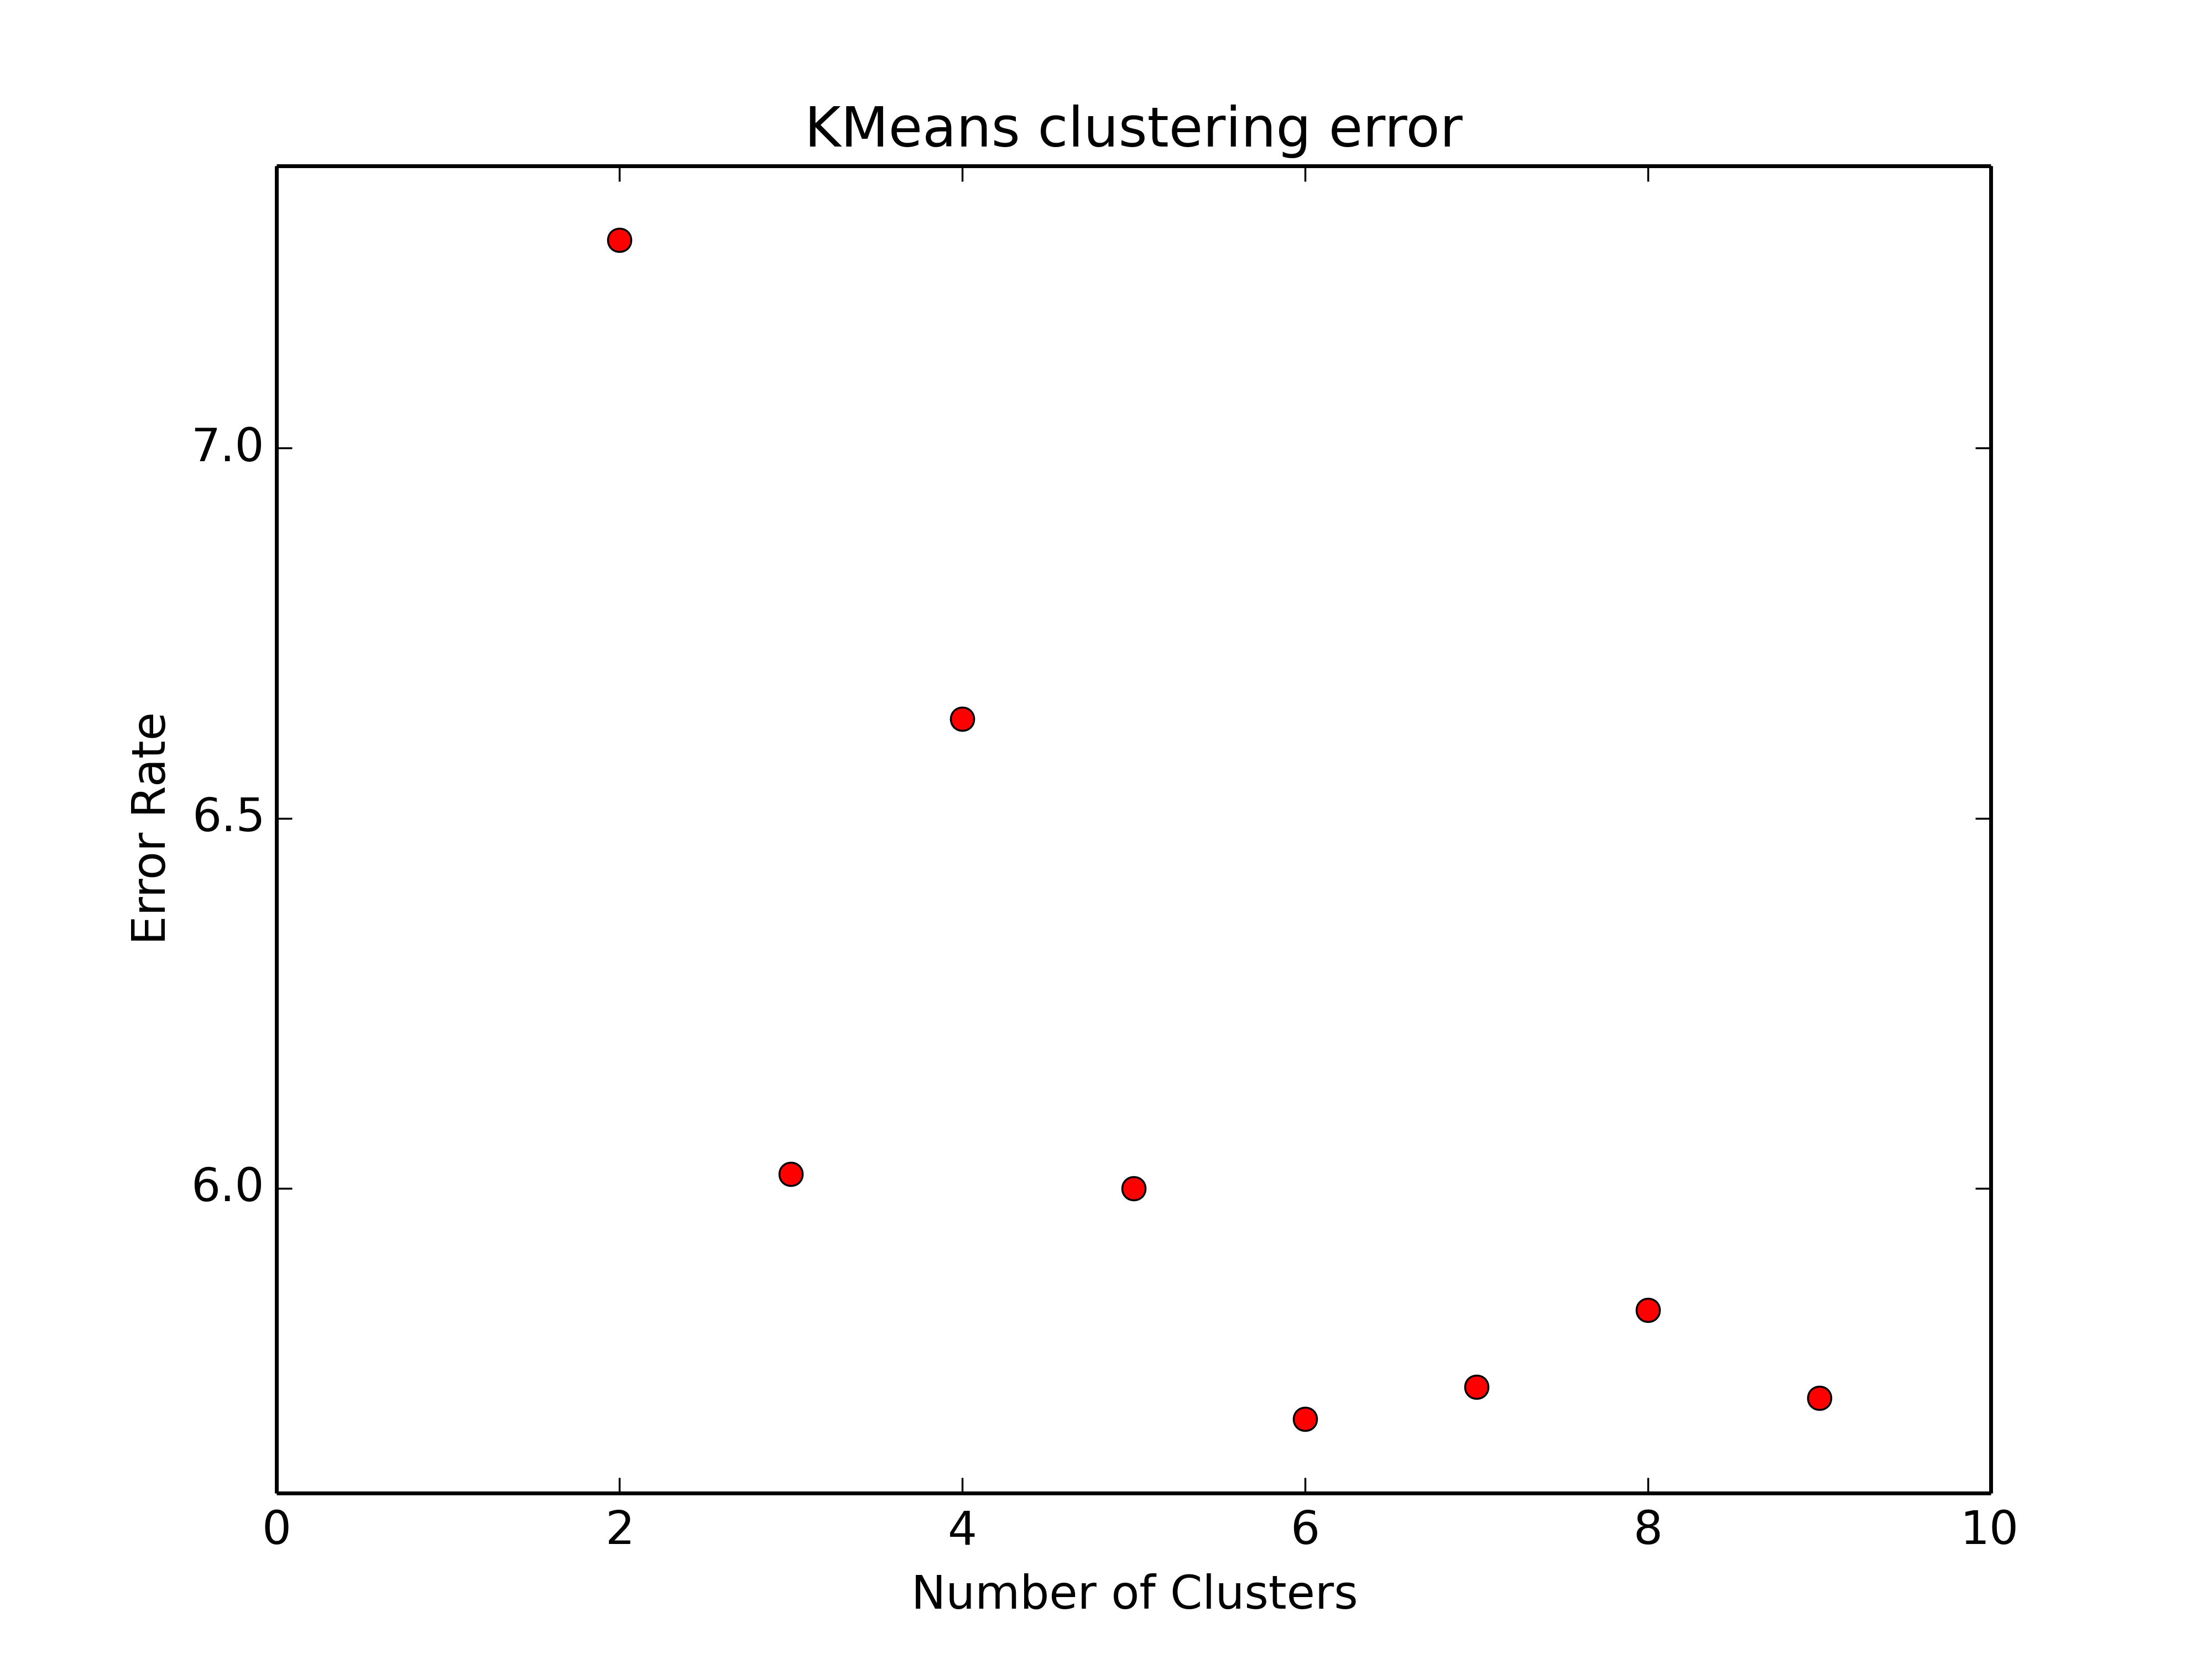 KMeans clustering error
7.0
6.5
6.0
Error Rate
0 2 4 6 8 10
Number of Clusters